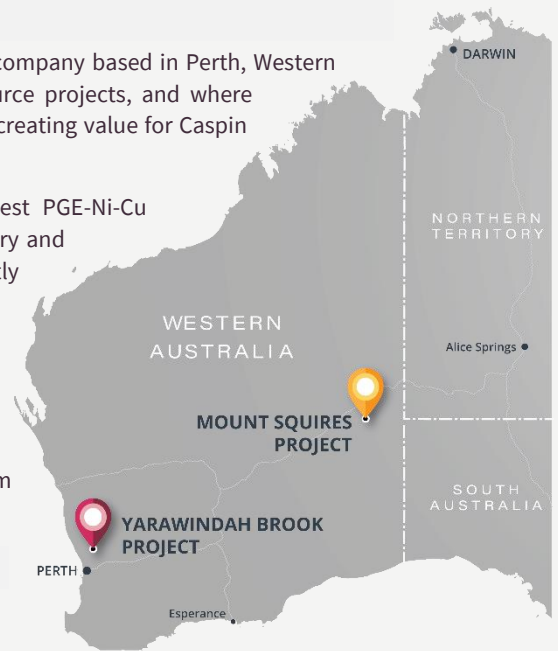 company based in Perth, Western
urce projects, and where
creating value for Caspin
est PGE-Ni-Cu
ry and
tly
m
DARWIN
NORTHERN
TERRITORY
WESTERN
AUSTRALIA
Alice Springs
MOUNT SQUIRES
PROJECT
SOUTH
AUSTRALIA
YARAWINDAH BROOK
PROJECT
PERTH
Esperance